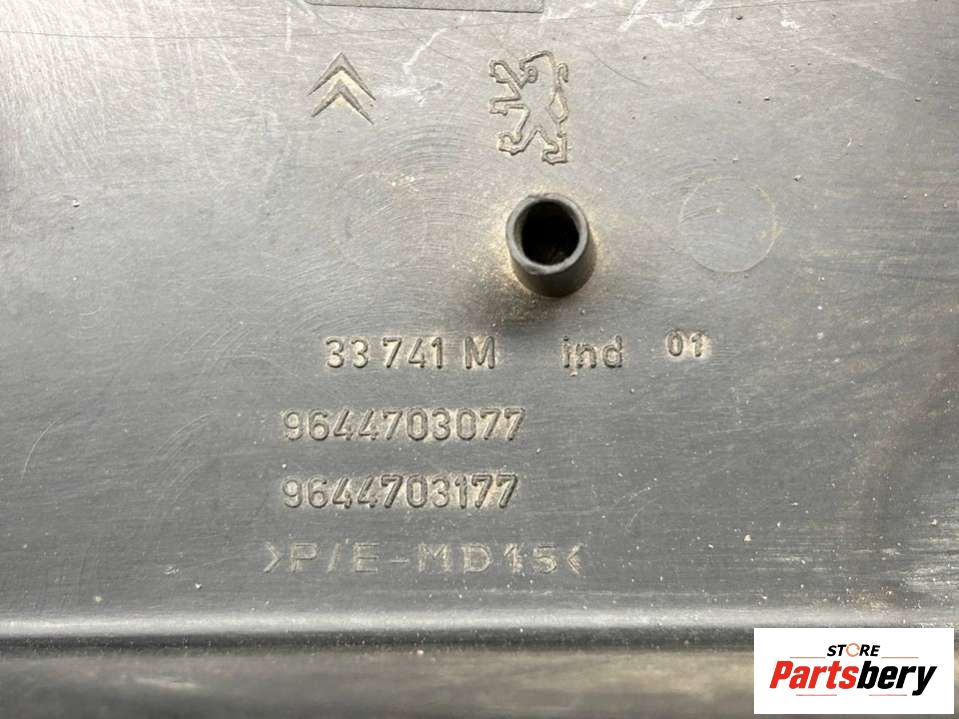 33 741 M ind 01
9644703077
9644703177
>P/E-MD15<
STORE
Partsbery